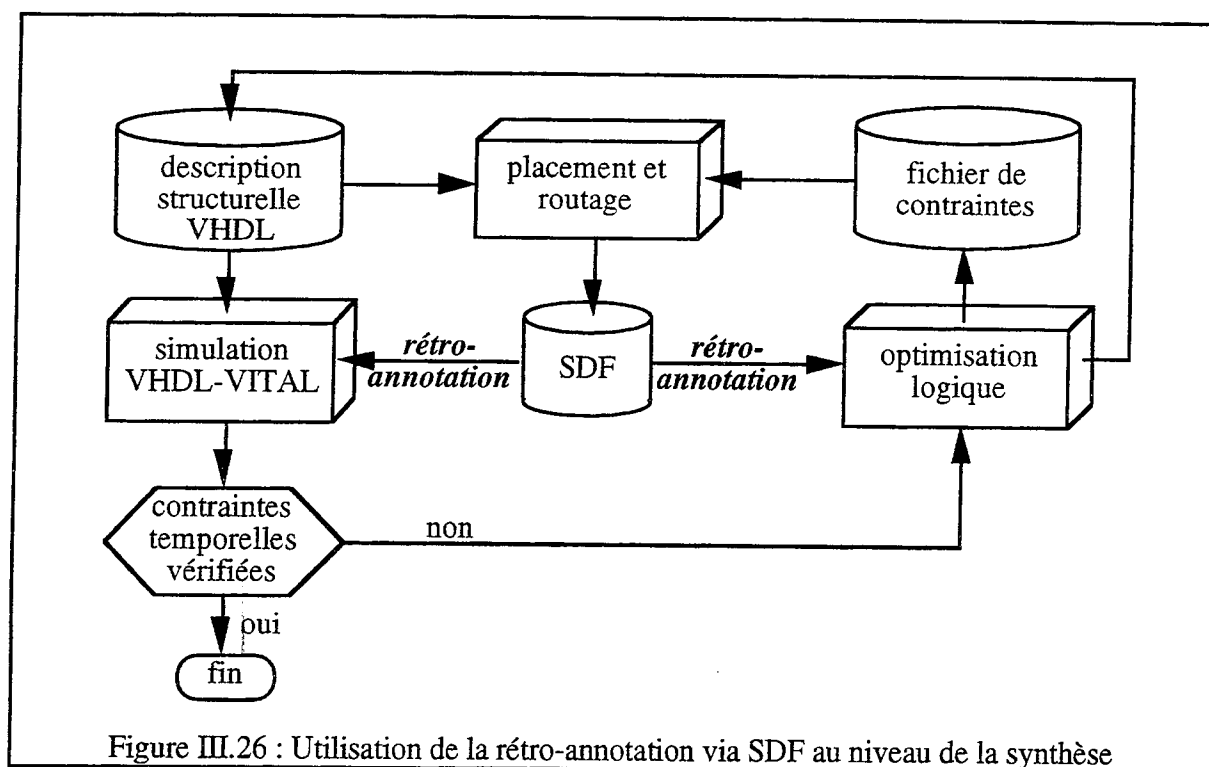 description
structurelle
VHDL
placement et
routage
fichier de
contraintes
simulation
VHDL-VITAL
rétro-
annotation
SDF
rétro-
annotation
optimisation
logique
contraintes
temporelles
vérifiées
non
oui
fin
Figure III.26 : Utilisation de la rétro-annotation via SDF au niveau de la synthèse